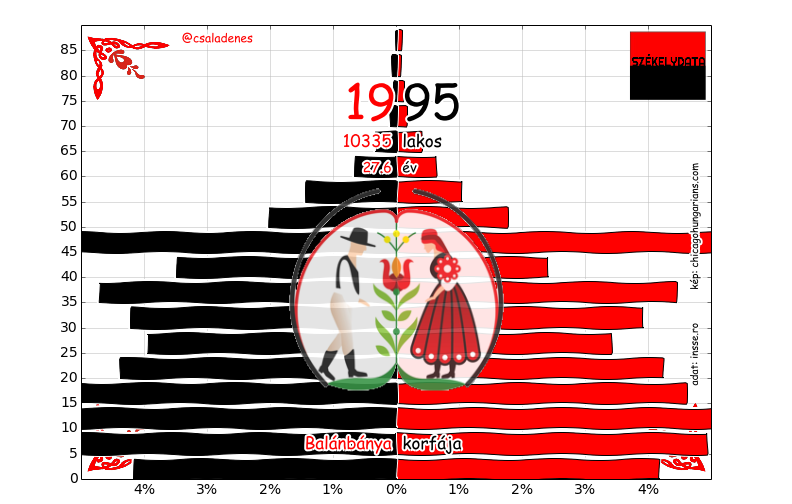 @csaladenes
SZÉKELYDATA
1995
10335 lakos
27.6 év
kép: chicagohungarians.com
adat: insse.ro
Balánbánya korfája
85
80
75
70
65
60
55
50
45
40
35
30
25
20
15
10
5
0
4% 3% 2% 1% 0% 1% 2% 3% 4%